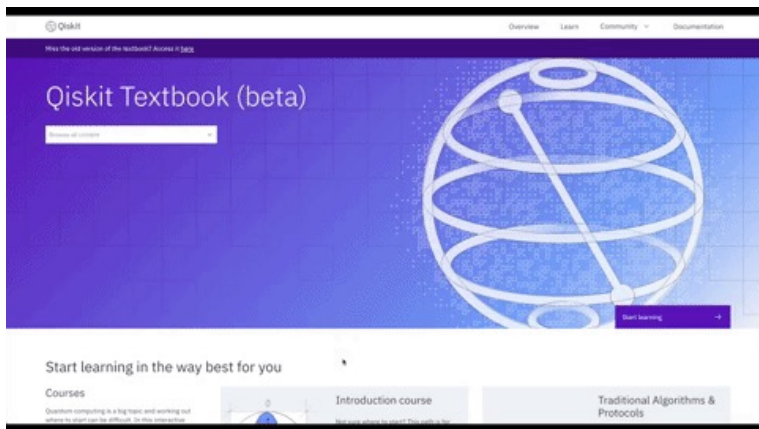 Qiskit
Overview Learn Community Documentation
Miss the old version of the textbook? Access it here
Qiskit Textbook (beta)
Browse all content
Start learning
Start learning in the way best for you
Courses
Quantum computing is a big topic and working out
where to start can be difficult. In this interactive
Introduction course
Not sure where to start? This path is for
Traditional Algorithms &
Protocols